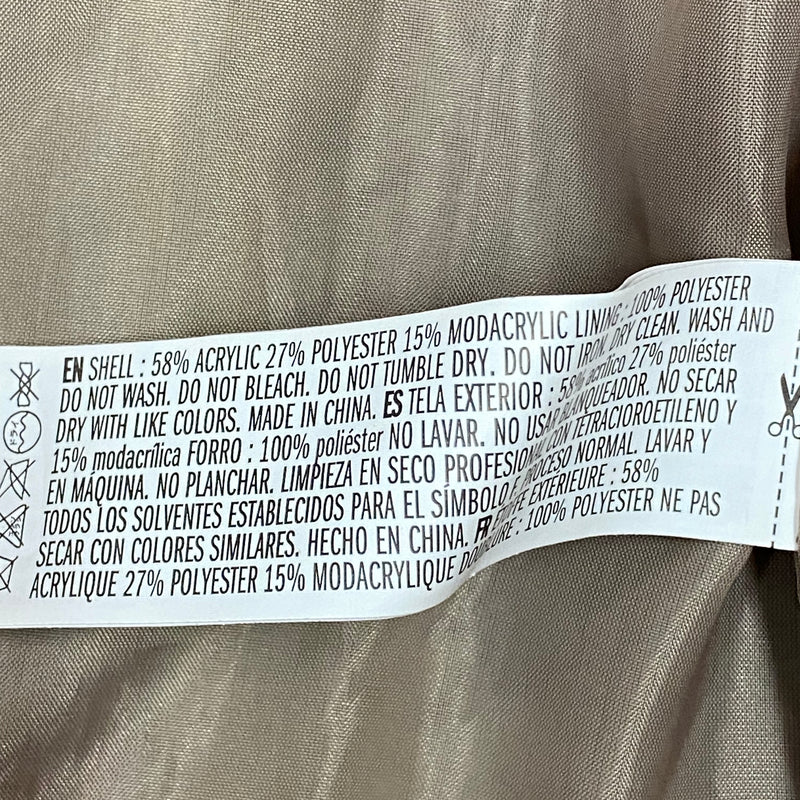 EN SHELL : 58% ACRYLIC 27% POLYESTER 15% MODACRYLIC LINING : 100% POLYESTER
DO NOT WASH. DO NOT BLEACH. DO NOT TUMBLE DRY. DO NOT IRON. DRY CLEAN. WASH AND
DRY WITH LIKE COLORS. MADE IN CHINA. ES TELA EXTERIOR : 58% acrílico 27% poliéster
15% modacrílica FORRO : 100% poliéster NO LAVAR. NO USAR BLANQUEADOR. NO SECAR
EN MÁQUINA. NO PLANCHAR. LIMPIEZA EN SECO PROFESIONAL CON TETRACIOROETILENO Y
TODOS LOS SOLVENTES ESTABLECIDOS PARA EL SÍMBOLO F. PROCESO NORMAL. LAVAR Y
SECAR CON COLORES SIMILARES. HECHO EN CHINA. FR EXTÉRIEURE : 58%
ACRYLIQUE 27% POLYESTER 15% MODACRYLIQUE DOUBLURE : 100% POLYESTER NE PAS